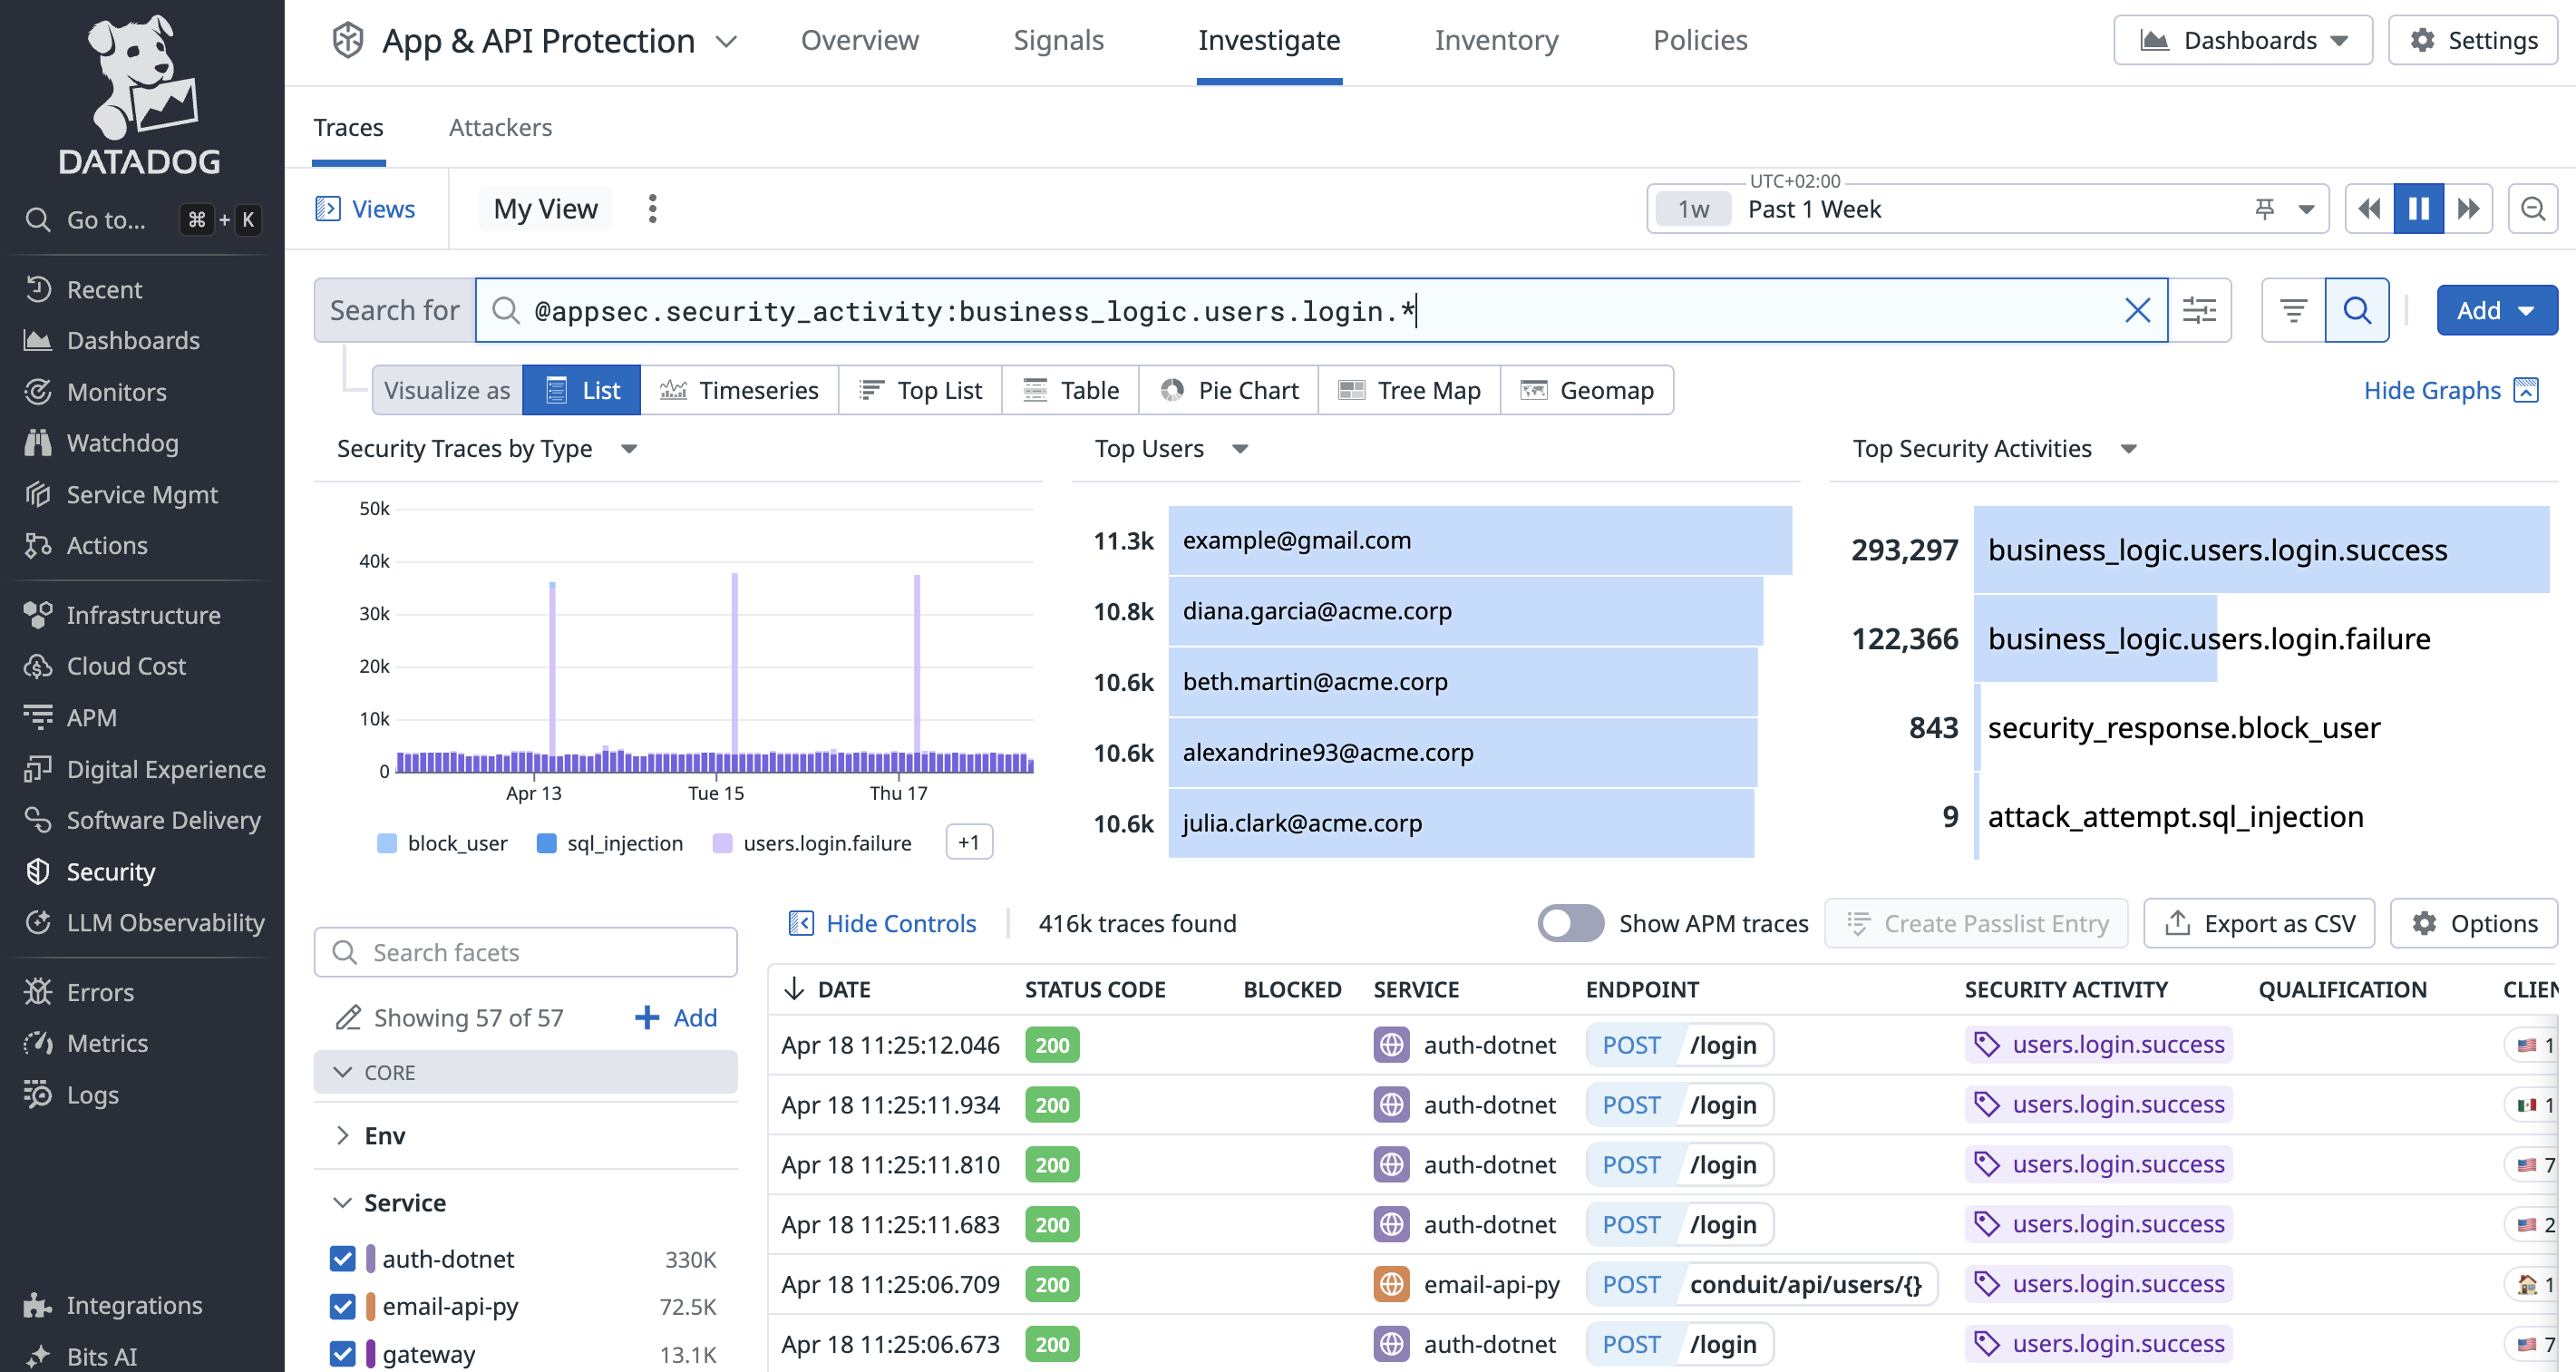 DATADOG
Go to... ⌘ + K
Recent
Dashboards
Monitors
Watchdog
Service Mgmt
Actions
Infrastructure
Cloud Cost
APM
Digital Experience
Software Delivery
Security
LLM Observability
Errors
Metrics
Logs
Integrations
Bits AI
App & API Protection
Overview
Signals
Investigate
Inventory
Policies
Dashboards
Settings
Traces
Attackers
Views
My View
UTC+02:00
1w Past 1 Week
Search for
@appsec.security_activity:business_logic.users.login.*
Add
Visualize as
List
Timeseries
Top List
Table
Pie Chart
Tree Map
Geomap
Hide Graphs
Security Traces by Type
50k
40k
30k
20k
10k
0
Apr 13
Tue 15
Thu 17
block_user
sql_injection
users.login.failure
+1
Top Users
11.3k example@gmail.com
10.8k diana.garcia@acme.corp
10.6k beth.martin@acme.corp
10.6k alexandrine93@acme.corp
10.6k julia.clark@acme.corp
Top Security Activities
293,297 business_logic.users.login.success
122,366 business_logic.users.login.failure
843 security_response.block_user
9 attack_attempt.sql_injection
Search facets
Showing 57 of 57
Add
CORE
Env
Service
auth-dotnet 330K
email-api-py 72.5K
gateway 13.1K
Hide Controls
416k traces found
Show APM traces
Create Passlist Entry
Export as CSV
Options
DATE STATUS CODE BLOCKED SERVICE ENDPOINT SECURITY ACTIVITY QUALIFICATION CLIEN
Apr 18 11:25:12.046 200 auth-dotnet POST /login users.login.success 1
Apr 18 11:25:11.934 200 auth-dotnet POST /login users.login.success 1
Apr 18 11:25:11.810 200 auth-dotnet POST /login users.login.success 7
Apr 18 11:25:11.683 200 auth-dotnet POST /login users.login.success 2
Apr 18 11:25:06.709 200 email-api-py POST conduit/api/users/{} users.login.success 1
Apr 18 11:25:06.673 200 auth-dotnet POST /login users.login.success 7